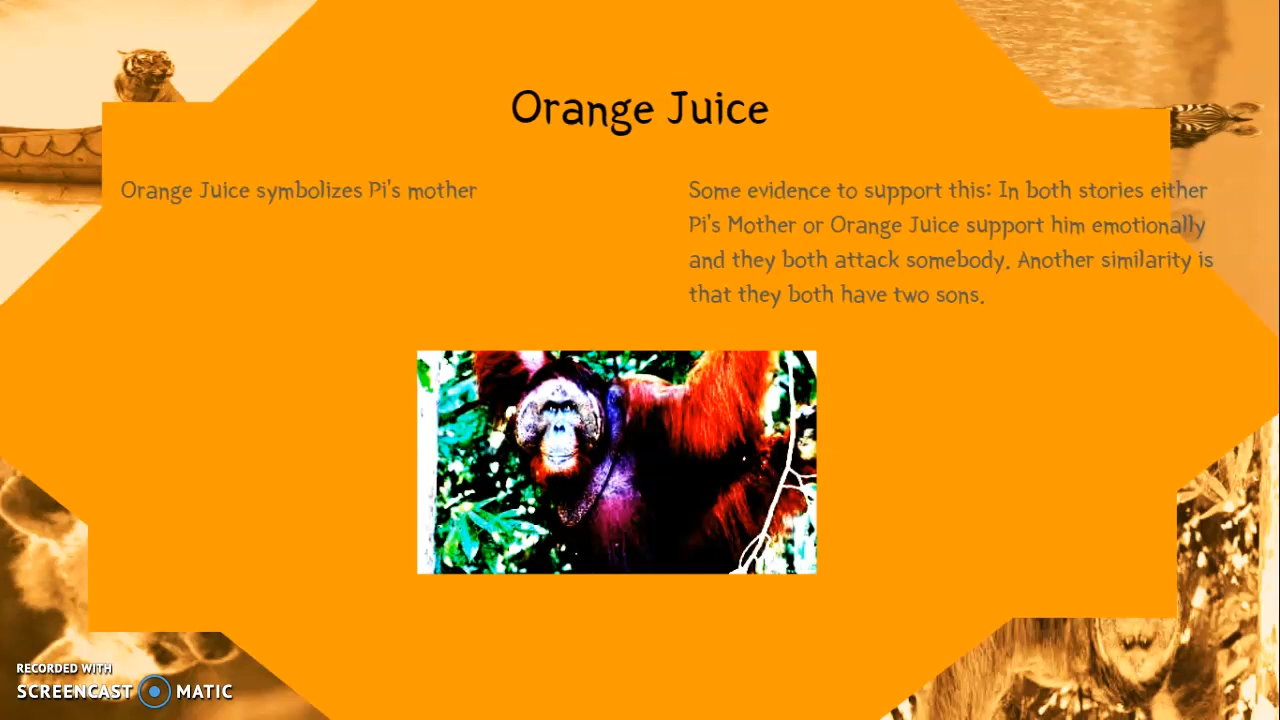 Orange Juice
Orange Juice symbolizes Pi's mother
Some evidence to support this: In both stories either
Pi's Mother or Orange Juice support him emotionally
and they both attack somebody. Another similarity is
that they both have two sons.
RECORDED WITH
SCREENCAST MATIC